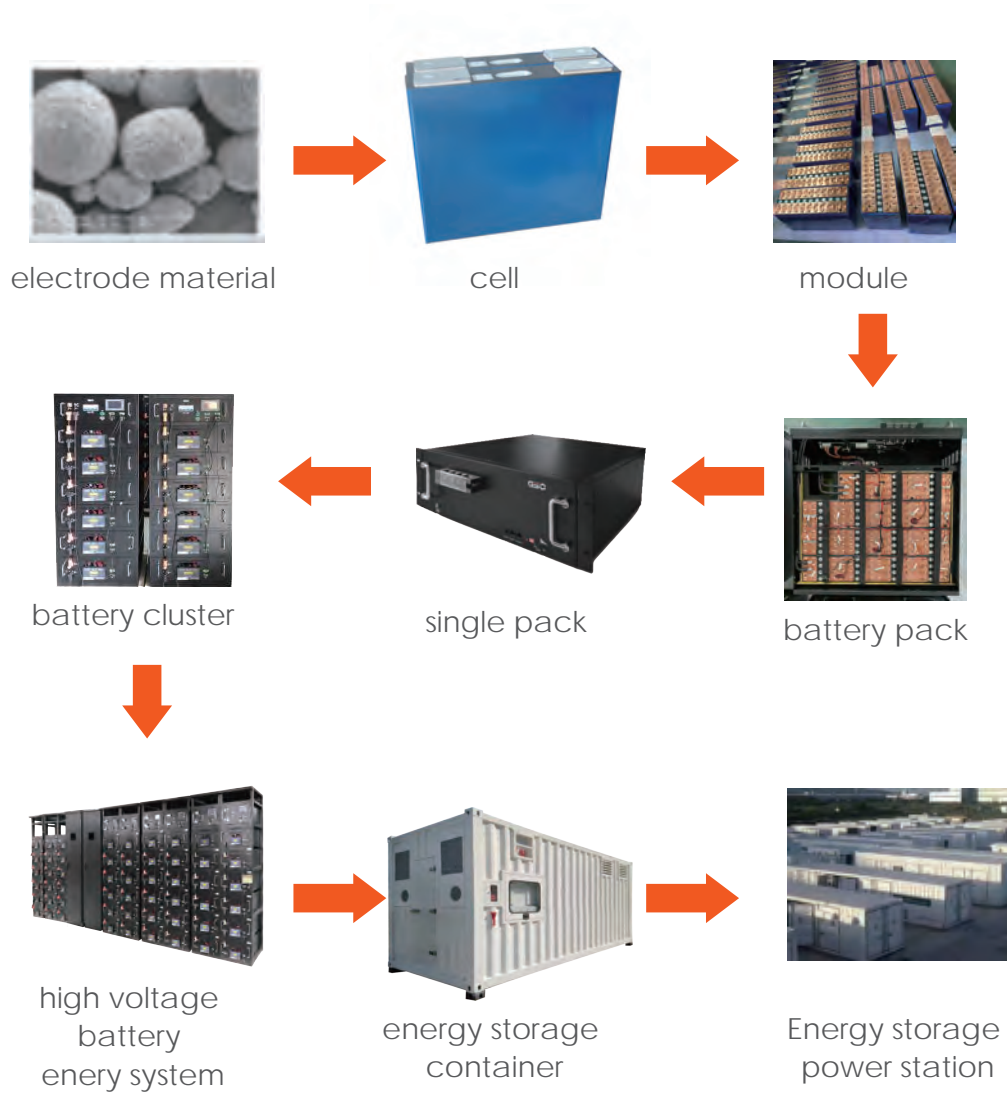 electrode material
cell
module
battery cluster
single pack
battery pack
high voltage
battery
enery system
energy storage
container
Energy storage
power station